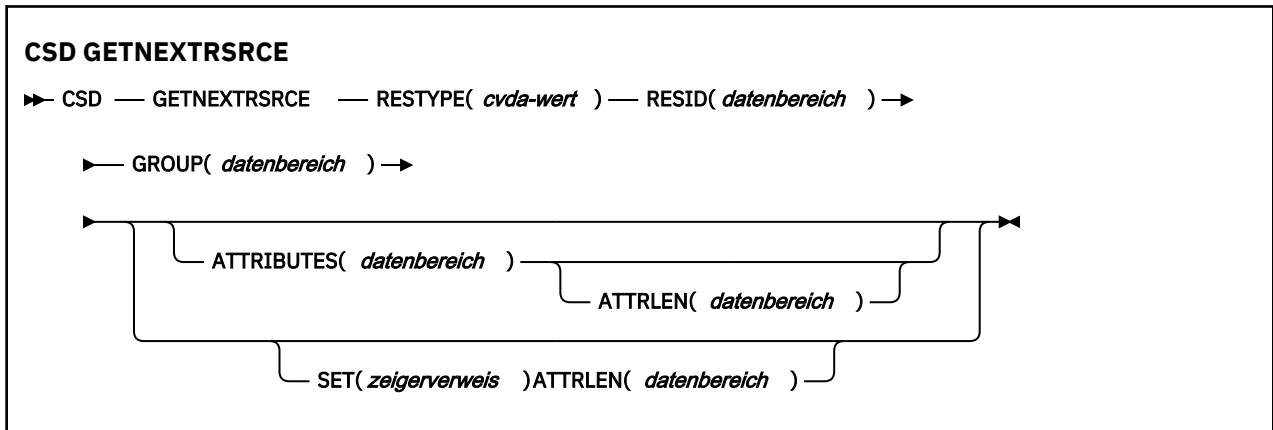 CSD GETNEXTRSRCE
CSD GETNEXTRSRCE RESTYPE( cvda-wert ) RESID( datenbereich )
GROUP( datenbereich )
ATTRIBUTES( datenbereich )
ATTRLEN( datenbereich )
SET( zeigerverweis )ATTRLEN( datenbereich )